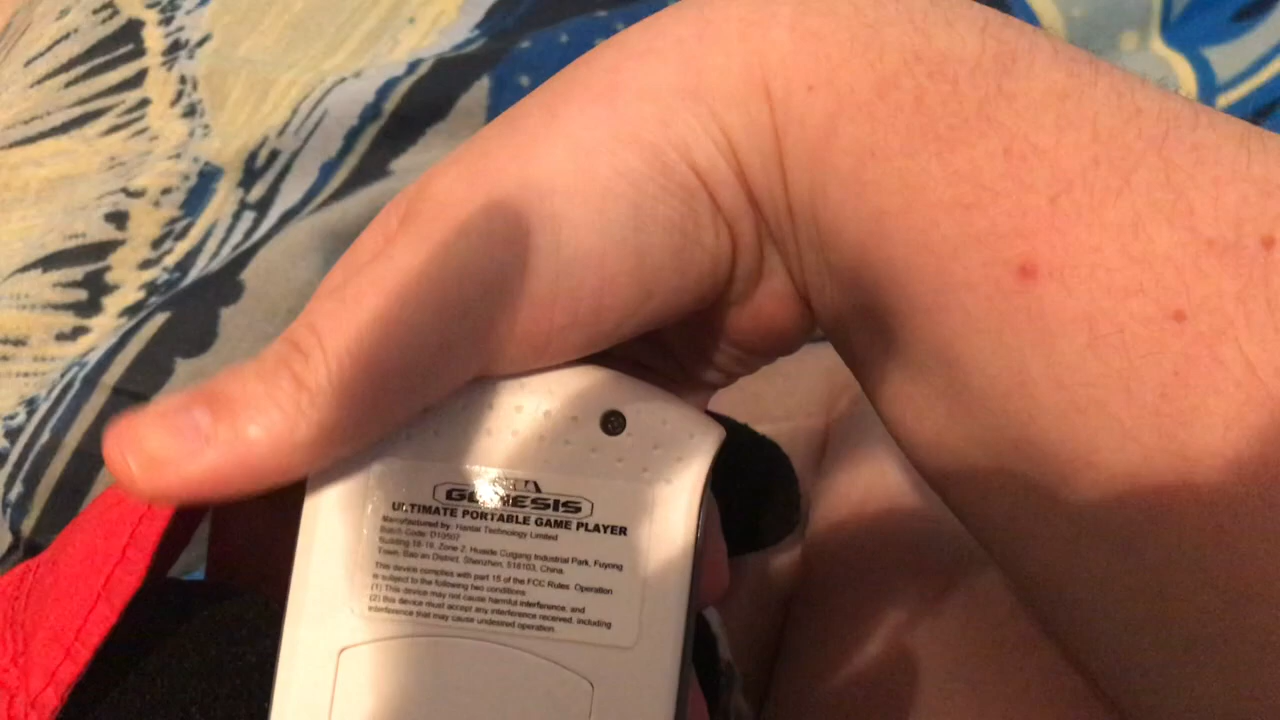 GENESIS
ULTIMATE PORTABLE GAME PLAYER
Manufactured by: Hantai Technology Limited
Batch Code: D10507
Building 18-19, Zone 2, Huaide Cuigang Industrial Park, Fuyong
Town, Bao an District, Shenzhen, 518103, China.
This device complies with part 15 of the FCC Rules. Operation
is subject to the following two conditions:
(1) This device may not cause harmful interference, and
(2) this device must accept any interference received, including
interference that may cause undesired operation.